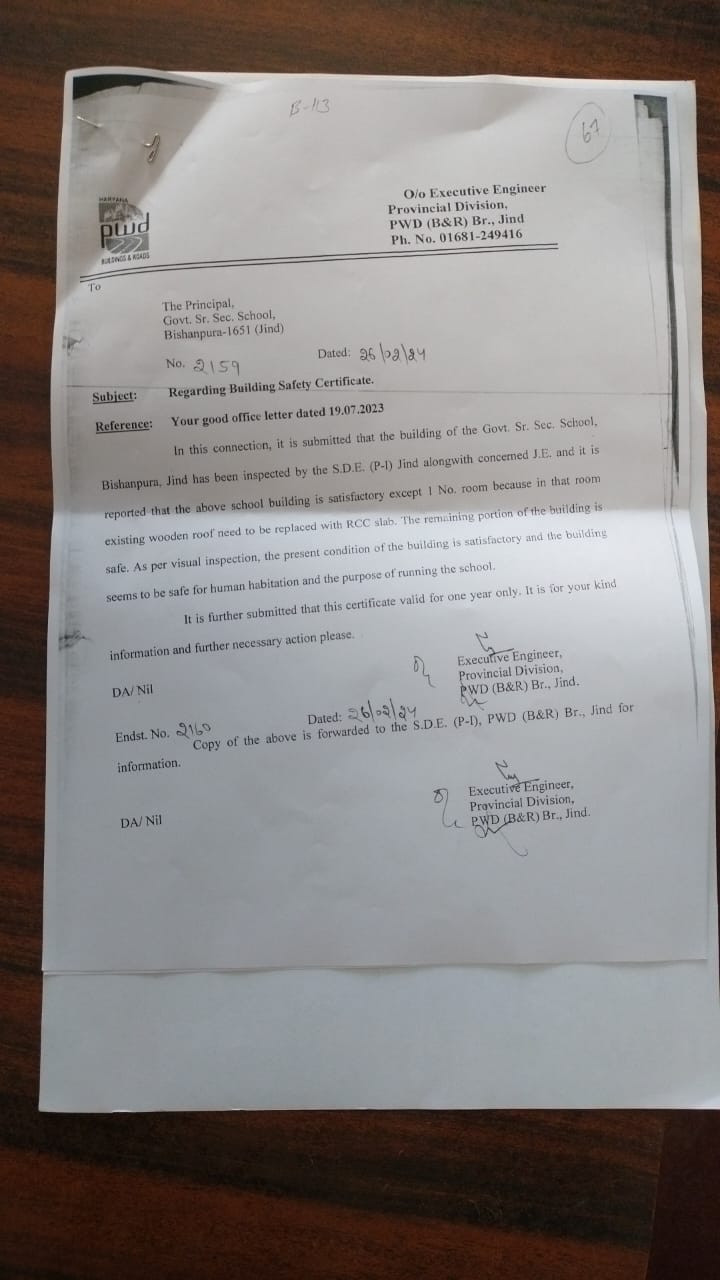 B-113
67
HARYANA
pwd
BUILDINGS & ROADS
O/o Executive Engineer
Provincial Division,
PWD (B&R) Br., Jind
Ph. No. 01681-249416
To
The Principal,
Govt. Sr. Sec. School,
Bishanpura-1651 (Jind)
No. 2159 Dated: 26/02/24
Subject: Regarding Building Safety Certificate.
Reference: Your good office letter dated 19.07.2023
In this connection, it is submitted that the building of the Govt. Sr. Sec. School,
Bishanpura, Jind has been inspected by the S.D.E. (P-I) Jind alongwith concerned J.E. and it is
reported that the above school building is satisfactory except 1 No. room because in that room
existing wooden roof need to be replaced with RCC slab. The remaining portion of the building is
safe. As per visual inspection, the present condition of the building is satisfactory and the building
seems to be safe for human habitation and the purpose of running the school.
It is further submitted that this certificate valid for one year only. It is for your kind
information and further necessary action please.
Executive Engineer,
Provincial Division,
PWD (B&R) Br., Jind.
DA/ Nil
Endst. No. 2160 Dated: 26/02/24
Copy of the above is forwarded to the S.D.E. (P-I), PWD (B&R) Br., Jind for
information.
Executive Engineer,
Provincial Division,
PWD (B&R) Br., Jind.
DA/ Nil